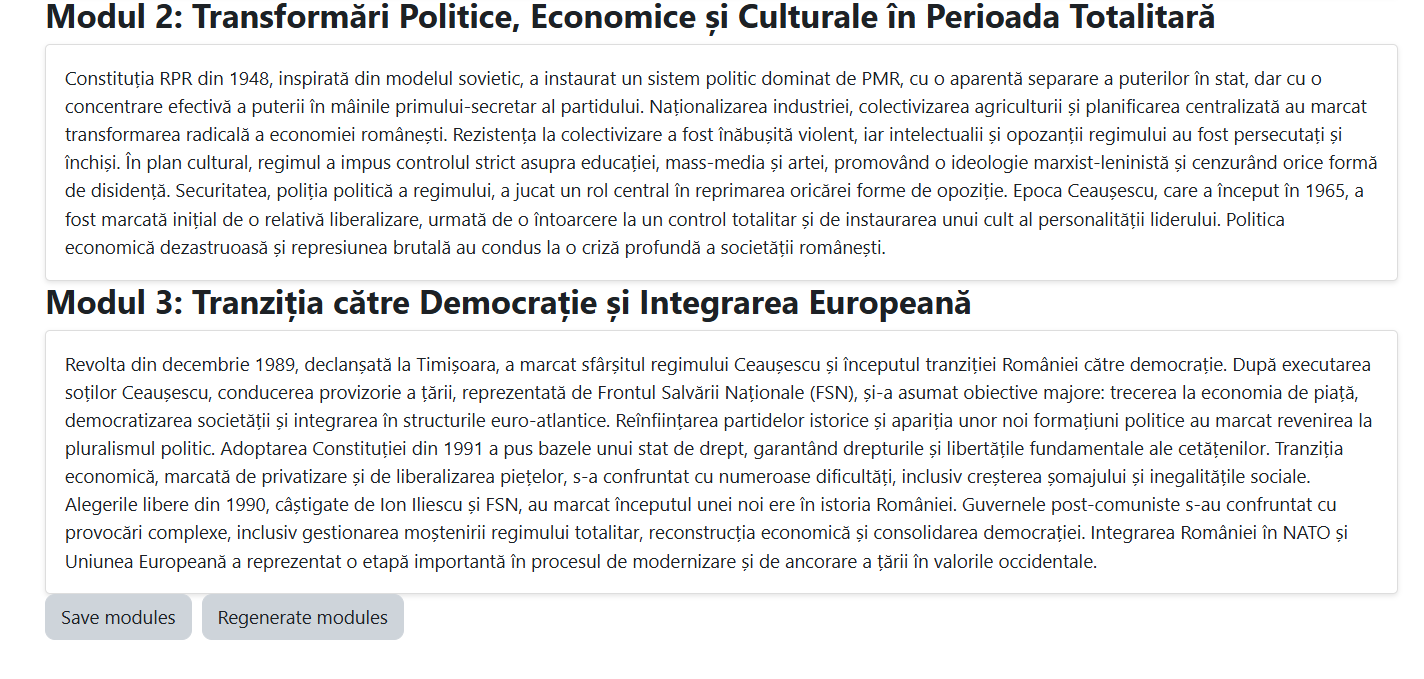 Modul 2: Transformări Politice, Economice și Culturale în Perioada Totalitară
Constituția RPR din 1948, inspirată din modelul sovietic, a instaurat un sistem politic dominat de PMR, cu o aparentă separare a puterilor în stat, dar cu o
concentrare efectivă a puterii în mâinile primului-secretar al partidului. Naționalizarea industriei, colectivizarea agriculturii și planificarea centralizată au marcat
transformarea radicală a economiei românești. Rezistența la colectivizare a fost înăbușită violent, iar intelectualii și opozanții regimului au fost persecutați și
închiși. În plan cultural, regimul a impus controlul strict asupra educației, mass-media și artei, promovând o ideologie marxist-leninistă și cenzurând orice formă
de disidență. Securitatea, poliția politică a regimului, a jucat un rol central în reprimarea oricărei forme de opoziție. Epoca Ceaușescu, care a început în 1965, a
fost marcată inițial de o relativă liberalizare, urmată de o întoarcere la un control totalitar și de instaurarea unui cult al personalității liderului. Politica
economică dezastruoasă și represiunea brutală au condus la o criză profundă a societății românești.
Modul 3: Tranziția către Democrație și Integrarea Europeană
Revolta din decembrie 1989, declanșată la Timișoara, a marcat sfârșitul regimului Ceaușescu și începutul tranziției României către democrație. După executarea
soților Ceaușescu, conducerea provizorie a țării, reprezentată de Frontul Salvării Naționale (FSN), și-a asumat obiective majore: trecerea la economia de piață,
democratizarea societății și integrarea în structurile euro-atlantice. Reînființarea partidelor istorice și apariția unor noi formațiuni politice au marcat revenirea la
pluralismul politic. Adoptarea Constituției din 1991 a pus bazele unui stat de drept, garantând drepturile și libertățile fundamentale ale cetățenilor. Tranziția
economică, marcată de privatizare și de liberalizarea piețelor, s-a confruntat cu numeroase dificultăți, inclusiv creșterea șomajului și inegalitățile sociale.
Alegerile libere din 1990, câștigate de Ion Iliescu și FSN, au marcat începutul unei noi ere în istoria României. Guvernele post-comuniste s-au confruntat cu
provocări complexe, inclusiv gestionarea moștenirii regimului totalitar, reconstrucția economică și consolidarea democrației. Integrarea României în NATO și
Uniunea Europeană a reprezentat o etapă importantă în procesul de modernizare și de ancorare a țării în valorile occidentale.
Save modules
Regenerate modules